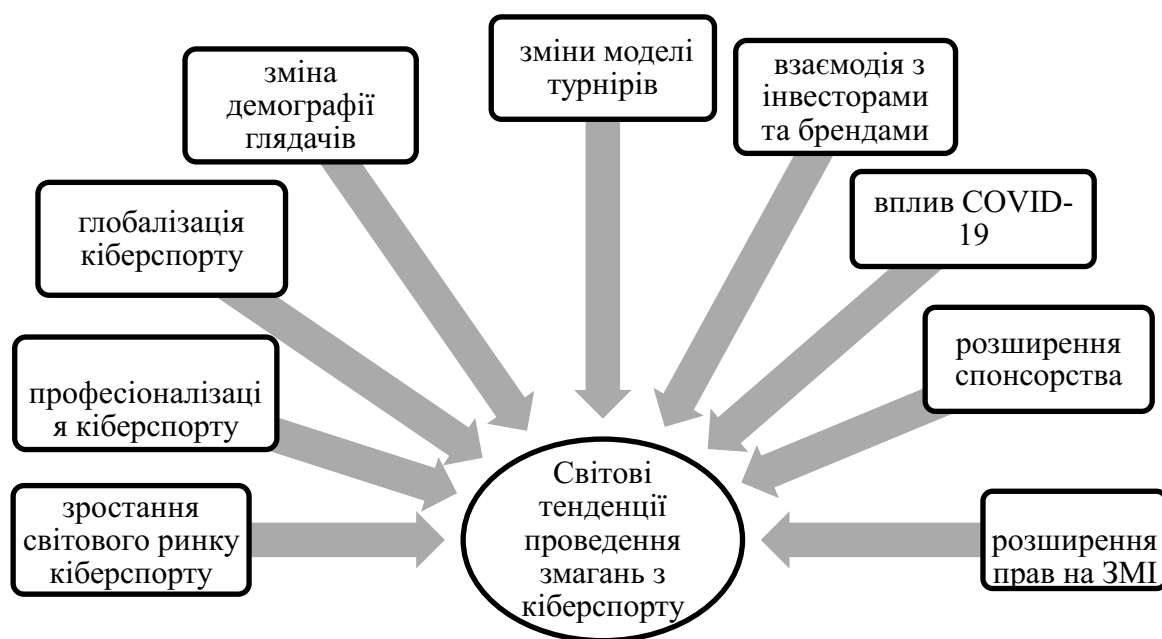 зміна
демографії
глядачів
зміни моделі
турнірів
взаємодія з
інвесторами
та брендами
глобалізація
кіберспорту
вплив COVID-
19
професіоналізаці
я кіберспорту
розширення
спонсорства
зростання
світового ринку
кіберспорту
Світові
тенденції
проведення
змагань з
кіберспорту
розширення
прав на ЗМІ